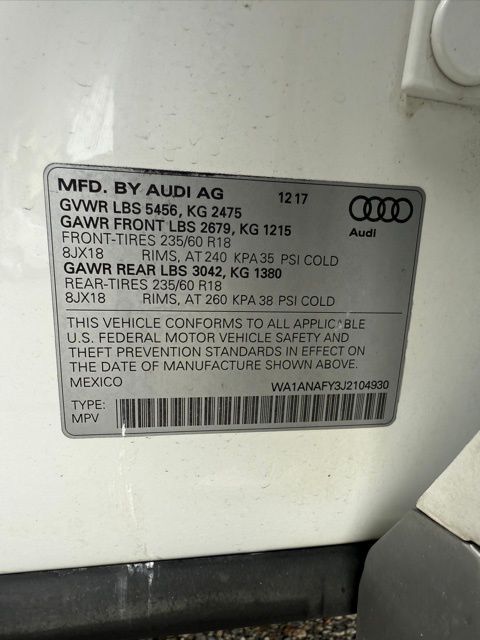 MFD. BY AUDI AG 12 17
GVWR LBS 5456, KG 2475
GAWR FRONT LBS 2679, KG 1215
FRONT-TIRES 235/60 R18
8JX18 RIMS, AT 240 KPA 35 PSI COLD
GAWR REAR LBS 3042, KG 1380
REAR-TIRES 235/60 R18
8JX18 RIMS, AT 260 KPA 38 PSI COLD
Audi
THIS VEHICLE CONFORMS TO ALL APPLICABLE
U.S. FEDERAL MOTOR VEHICLE SAFETY AND
THEFT PREVENTION STANDARDS IN EFFECT ON
THE DATE OF MANUFACTURE SHOWN ABOVE.
MEXICO WA1ANAFY3J2104930
TYPE:
MPV